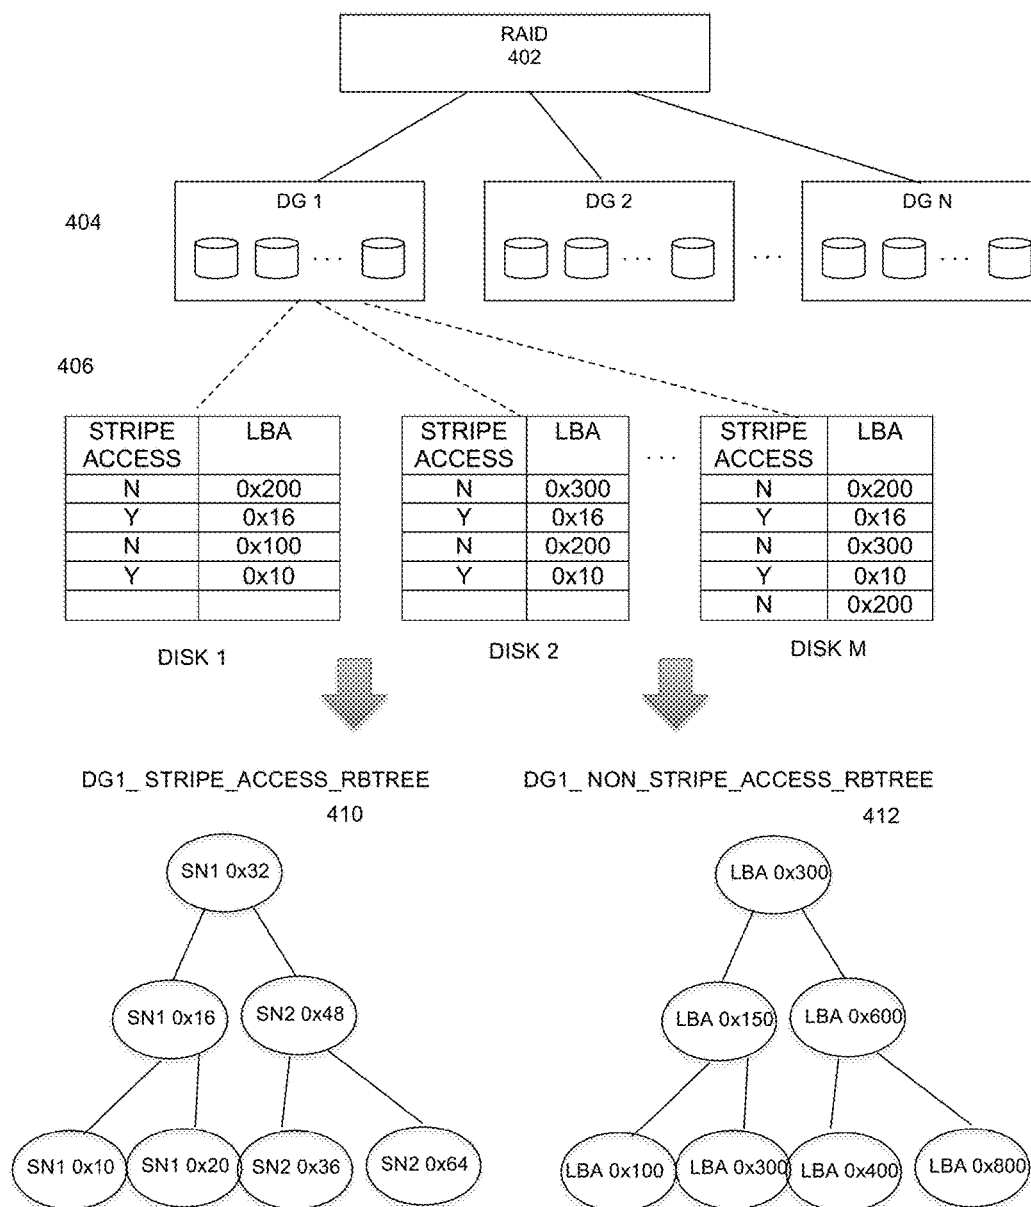 RAID
402
DG 1
DG 2
DG N
404
...
...
...
...
406
STRIPE ACCESS LBA
N 0x200
Y 0x16
N 0x100
Y 0x10
DISK 1
STRIPE ACCESS LBA
N 0x300
Y 0x16
N 0x200
Y 0x10
DISK 2
...
STRIPE ACCESS LBA
N 0x200
Y 0x16
N 0x300
Y 0x10
N 0x200
DISK M
DG1_ STRIPE_ACCESS_RBTREE
410
SN1 0x32
SN1 0x16
SN2 0x48
SN1 0x10
SN1 0x20
SN2 0x36
SN2 0x64
DG1_ NON_STRIPE_ACCESS_RBTREE
412
LBA 0x300
LBA 0x150
LBA 0x600
LBA 0x100
LBA 0x300
LBA 0x400
LBA 0x800